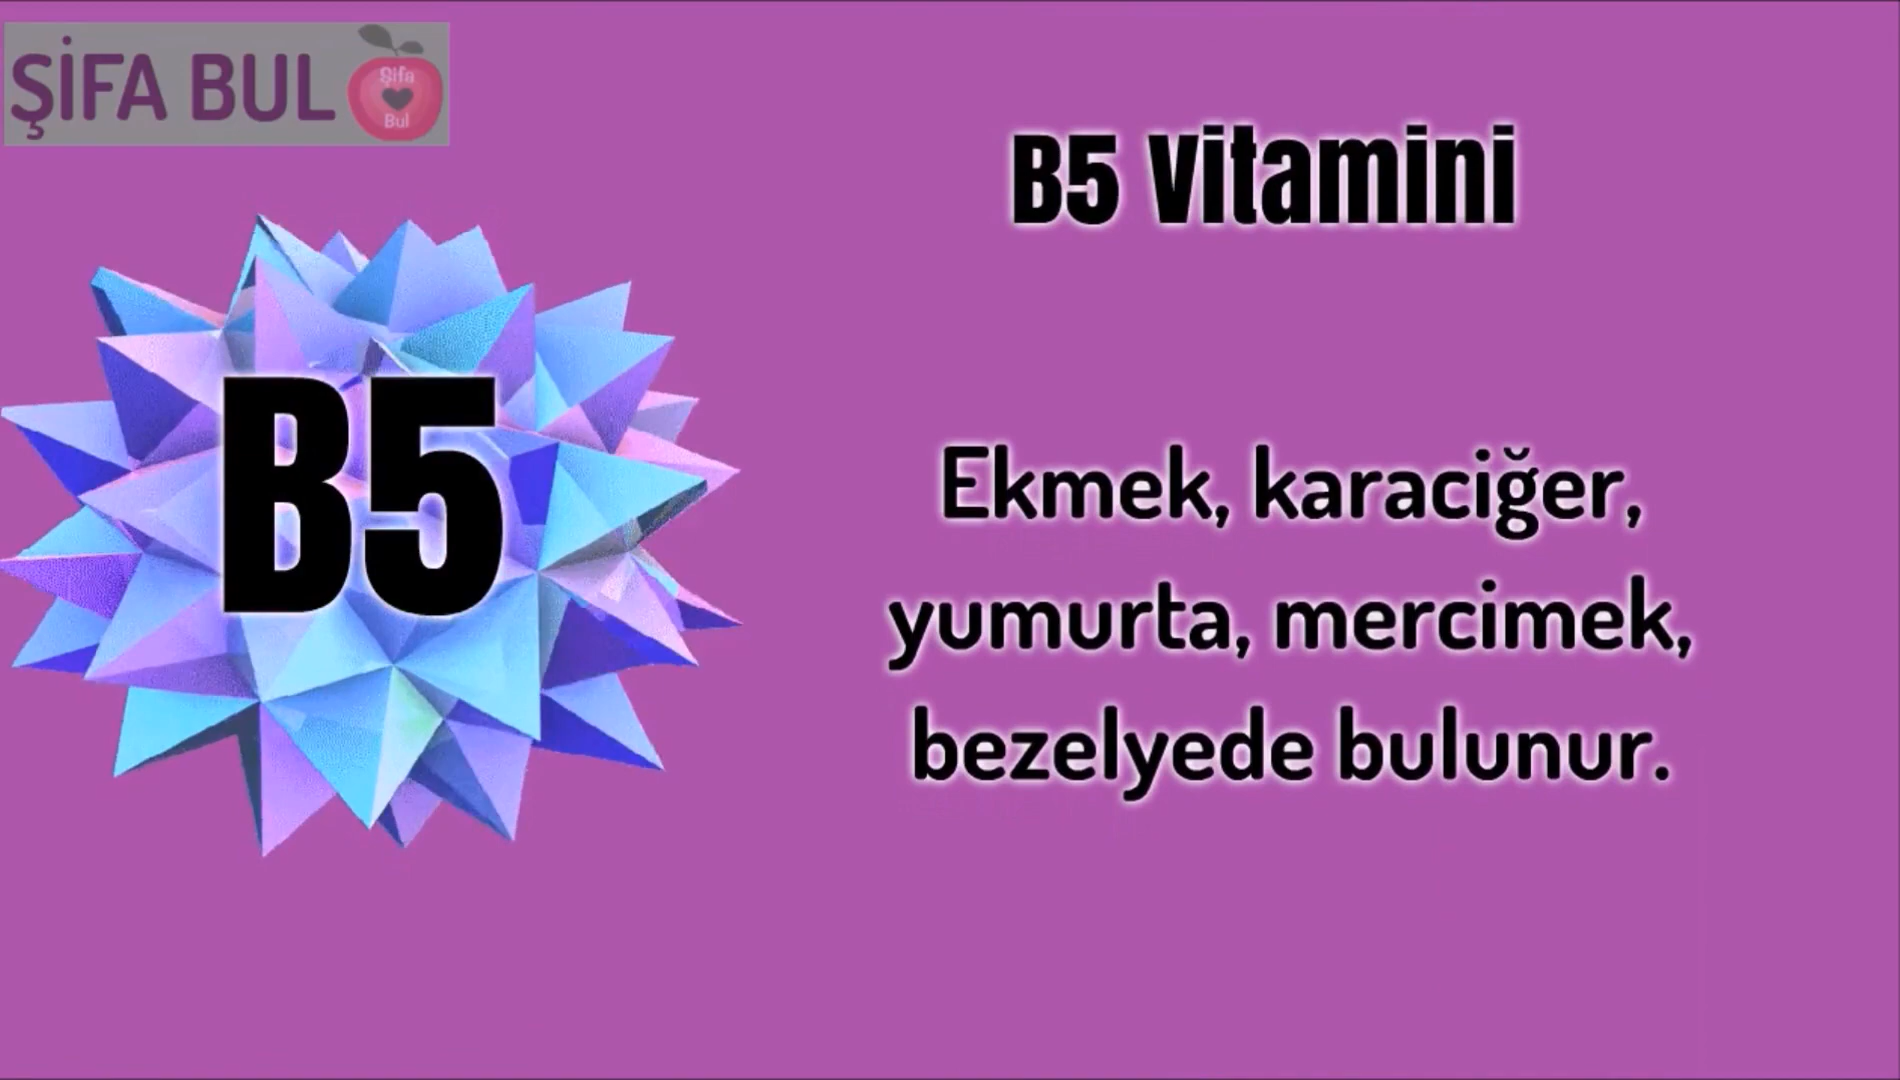 ŞİFA BUL
Şifa
Bul
B5 Vitamini
B5
Ekmek, karaciğer,
yumurta, mercimek,
bezelyede bulunur.